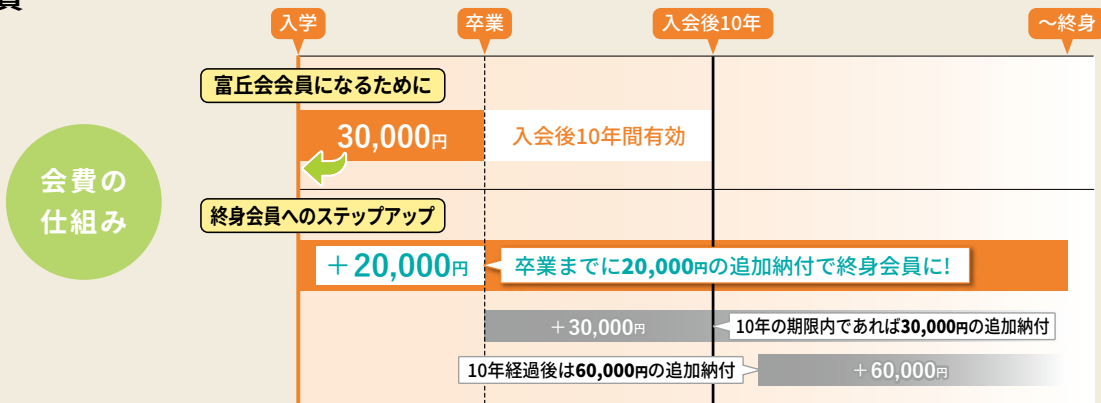 費
入学
卒業
入会後10年
～終身
富丘会会員になるために
30,000円
入会後10年間有効
会費の
仕組み
終身会員へのステップアップ
＋20,000円
卒業までに20,000円の追加納付で終身会員に!
＋30,000円
10年の期限内であれば30,000円の追加納付
10年経過後は60,000円の追加納付
＋60,000円